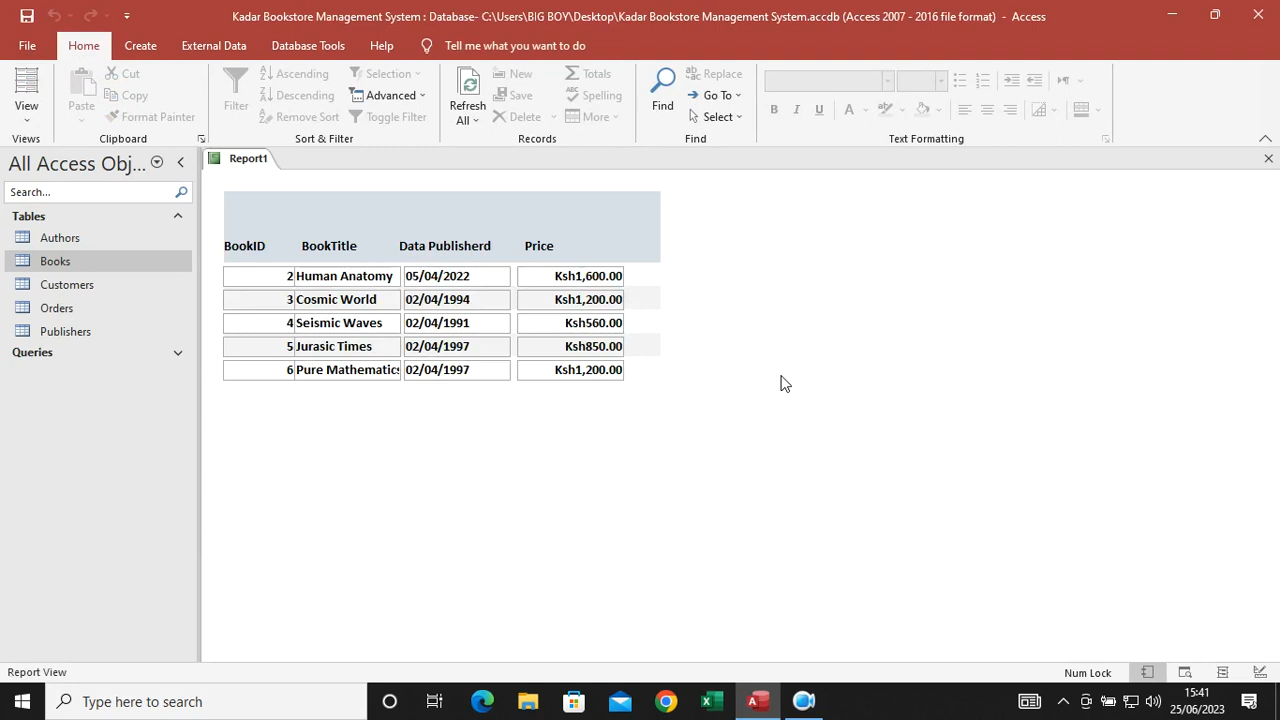 Kadar Bookstore Management System : Database- C:\Users\BIG BOY\Desktop\Kadar Bookstore Management System.accdb (Access 2007 - 2016 file format) - Access
File Home Create External Data Database Tools Help Tell me what you want to do
View
Views
Paste
Cut
Copy
Format Painter
Clipboard
Filter
Ascending
Descending
Remove Sort
Selection
Advanced
Toggle Filter
Sort & Filter
Refresh
All
New
Save
Delete
Totals
Spelling
More
Records
Find
Replace
Go To
Select
Find
B I U A
Text Formatting
All Access Obj...
Search...
Tables
Authors
Books
Customers
Orders
Publishers
Queries
Report1
BookID BookTitle Data Publisherd Price
2 Human Anatomy 05/04/2022 Ksh1,600.00
3 Cosmic World 02/04/1994 Ksh1,200.00
4 Seismic Waves 02/04/1991 Ksh560.00
5 Jurasic Times 02/04/1997 Ksh850.00
6 Pure Mathematics 02/04/1997 Ksh1,200.00
Report View
Num Lock
Type here to search
15:41
25/06/2023